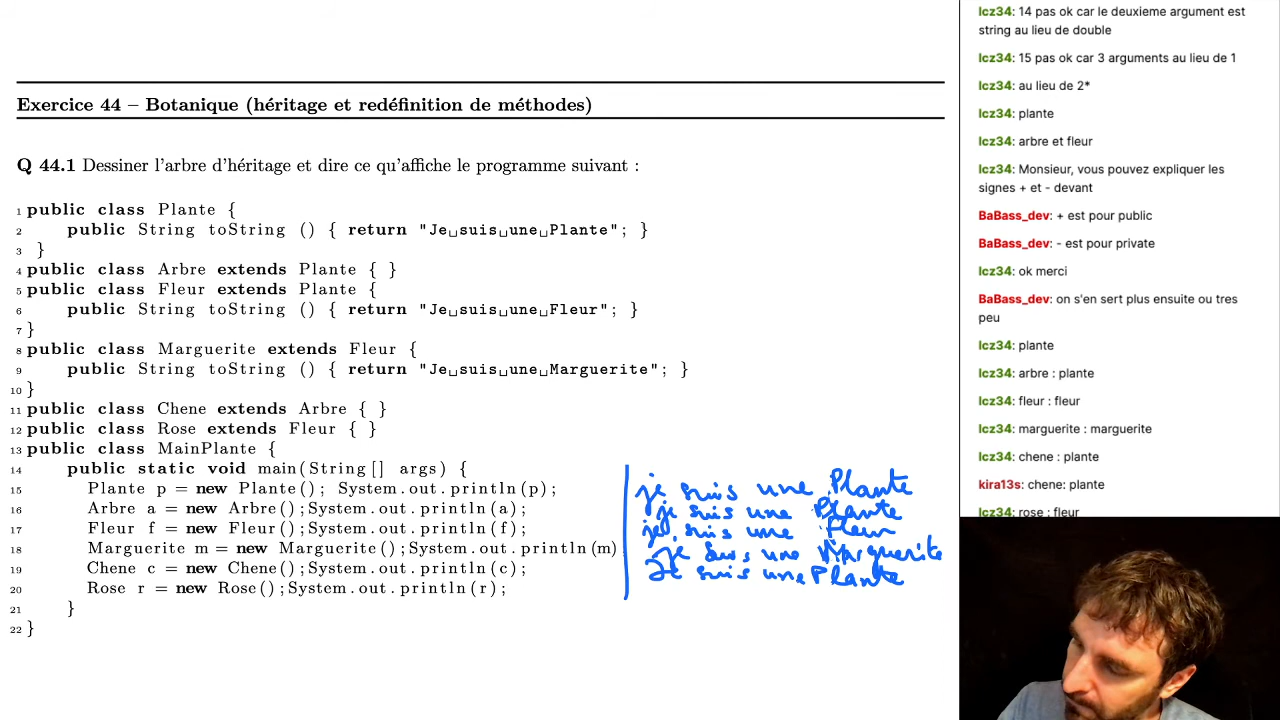 Exercice 44 – Botanique (héritage et redéfinition de méthodes)
Q 44.1 Dessiner l'arbre d'héritage et dire ce qu'affiche le programme suivant :
1 public class Plante {
2 public String toString () { return "Je␣suis␣une␣Plante"; }
3 }
4 public class Arbre extends Plante { }
5 public class Fleur extends Plante {
6 public String toString () { return "Je␣suis␣une␣Fleur"; }
7 }
8 public class Marguerite extends Fleur {
9 public String toString () { return "Je␣suis␣une␣Marguerite"; }
10 }
11 public class Chene extends Arbre { }
12 public class Rose extends Fleur { }
13 public class MainPlante {
14 public static void main(String[] args) {
15 Plante p = new Plante(); System.out.println(p);
16 Arbre a = new Arbre();System.out.println(a);
17 Fleur f = new Fleur();System.out.println(f);
18 Marguerite m = new Marguerite();System.out.println(m)
19 Chene c = new Chene();System.out.println(c);
20 Rose r = new Rose();System.out.println(r);
21 }
22 }
je suis une Plante
je suis une Plante
je suis une Fleur
je suis une Marguerite
Je suis une Plante
lcz34: 14 pas ok car le deuxieme argument est
string au lieu de double
lcz34: 15 pas ok car 3 arguments au lieu de 1
lcz34: au lieu de 2*
lcz34: plante
lcz34: arbre et fleur
lcz34: Monsieur, vous pouvez expliquer les
signes + et - devant
BaBass_dev: + est pour public
BaBass_dev: - est pour private
lcz34: ok merci
BaBass_dev: on s'en sert plus ensuite ou tres
peu
lcz34: plante
lcz34: arbre : plante
lcz34: fleur : fleur
lcz34: marguerite : marguerite
lcz34: chene : plante
kira13s: chene: plante
lcz34: rose : fleur